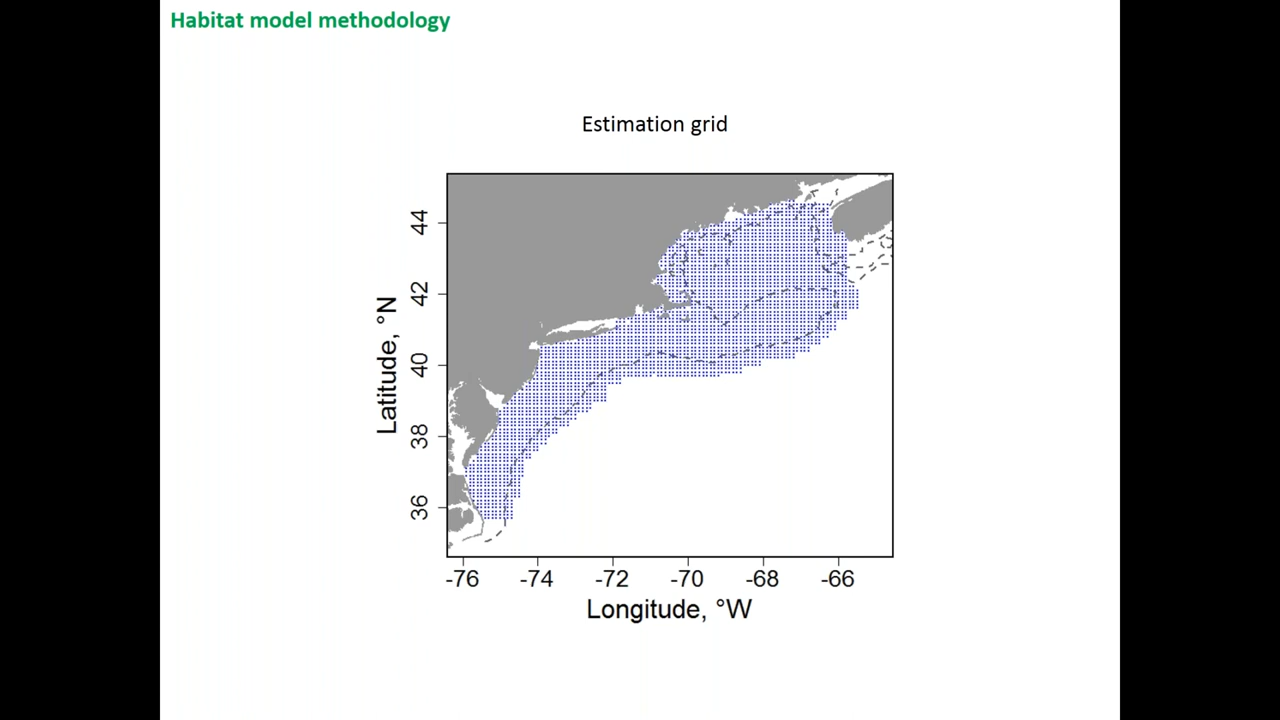 Habitat model methodology
Estimation grid
44
42
40
38
36
Latitude, °N
-76 -74 -72 -70 -68 -66
Longitude, °W